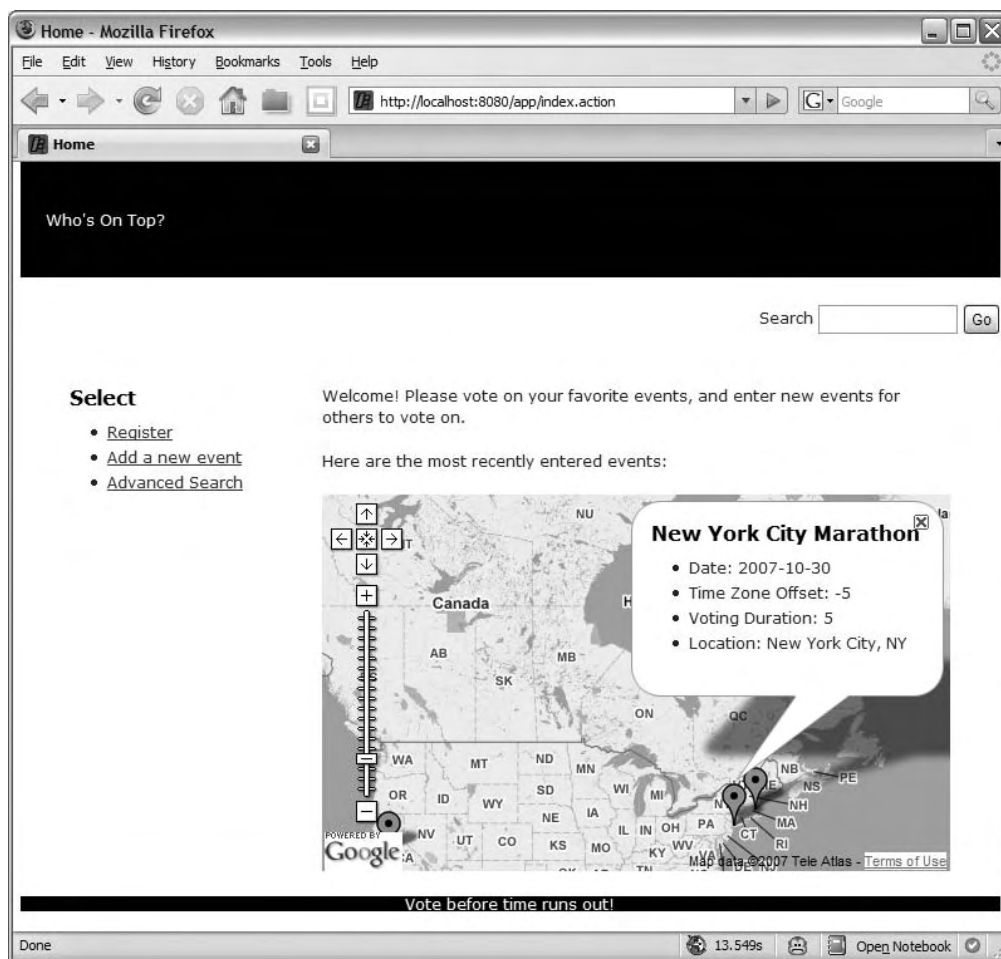 Home - Mozilla Firefox
File Edit View History Bookmarks Tools Help
http://localhost:8080/app/index.action
G Google
Home
Who's On Top?
Search Go
Select
Register
Add a new event
Advanced Search
Welcome! Please vote on your favorite events, and enter new events for
others to vote on.
Here are the most recently entered events:
New York City Marathon
Date: 2007-10-30
Time Zone Offset: -5
Voting Duration: 5
Location: New York City, NY
NU
Canada
AB
SK
MB
ON
QC
WA
MT
ND
MN
OR
ID
WY
SD
WI
MI
NB
PE
NS
NH
MA
CT
RI
NE
IA
PA
NV
UT
CO
KS
MO
IL
IN
OH
KY
WV
VA
OK
AR
TN
POWERED BY
Google
Map data ©2007 Tele Atlas - Terms of Use
Vote before time runs out!
Done 13.549s Open Notebook